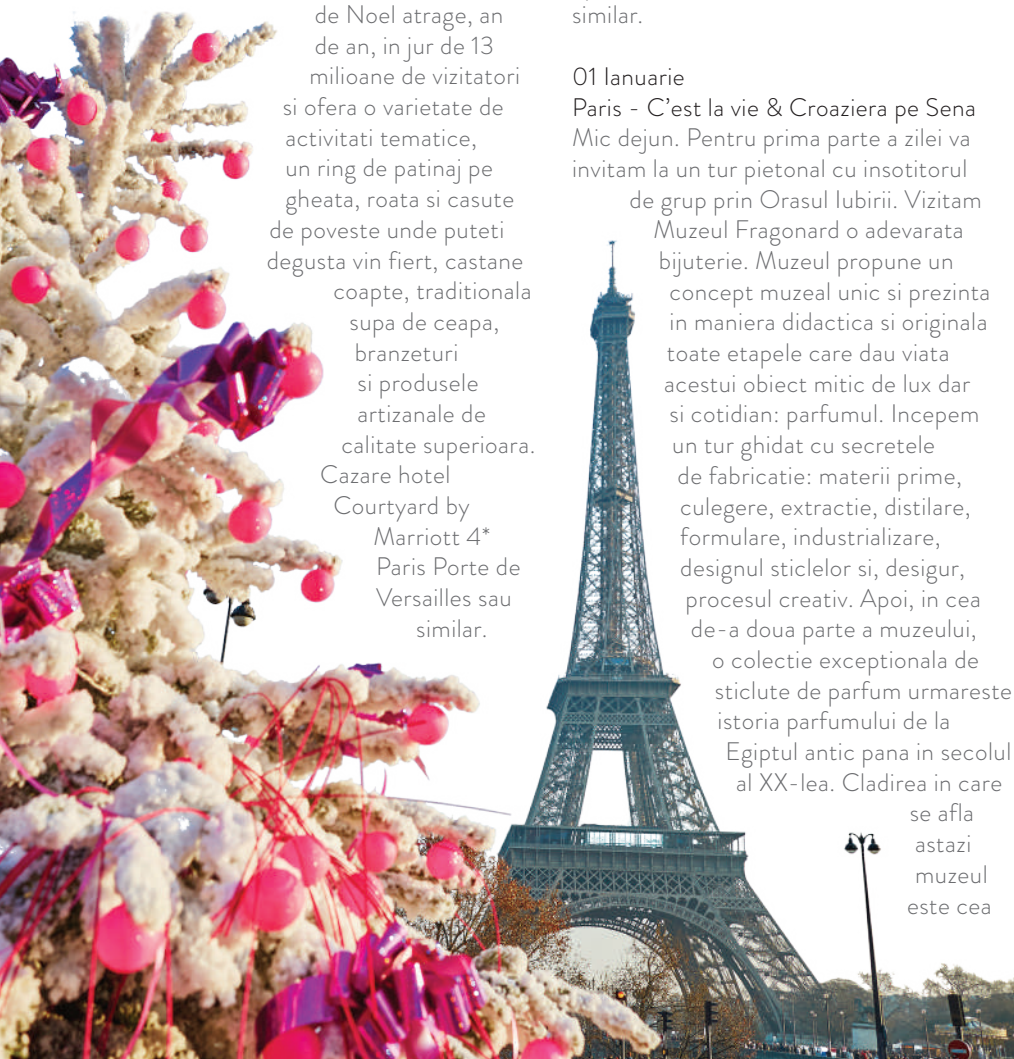 de Noel atrage, an
de an, in jur de 13
milioane de vizitatori
si ofera o varietate de
activitati tematice,
un ring de patinaj pe
gheata, roata si casute
de poveste unde puteti
degusta vin fiert, castane
coapte, traditionala
supa de ceapa,
branzeturi
si produsele
artizanale de
calitate superioara.
Cazare hotel
Courtyard by
Marriott 4*
Paris Porte de
Versailles sau
similar.
similar.
01 Ianuarie
Paris - C’est la vie & Croaziera pe Sena
Mic dejun. Pentru prima parte a zilei va
invitam la un tur pietonal cu insotitorul
de grup prin Orasul Iubirii. Vizitam
Muzeul Fragonard o adevarata
bijuterie. Muzeul propune un
concept muzeal unic si prezinta
in maniera didactica si originala
toate etapele care dau viata
acestui obiect mitic de lux dar
si cotidian: parfumul. Incepem
un tur ghidat cu secretele
de fabricatie: materii prime,
culegere, extractie, distilare,
formulare, industrializare,
designul sticlelor si, desigur,
procesul creativ. Apoi, in cea
de-a doua parte a muzeului,
o colectie exceptionala de
sticlute de parfum urmareste
istoria parfumului de la
Egiptul antic pana in secolul
al XX-lea. Cladirea in care
se afla
astazi
muzeul
este cea